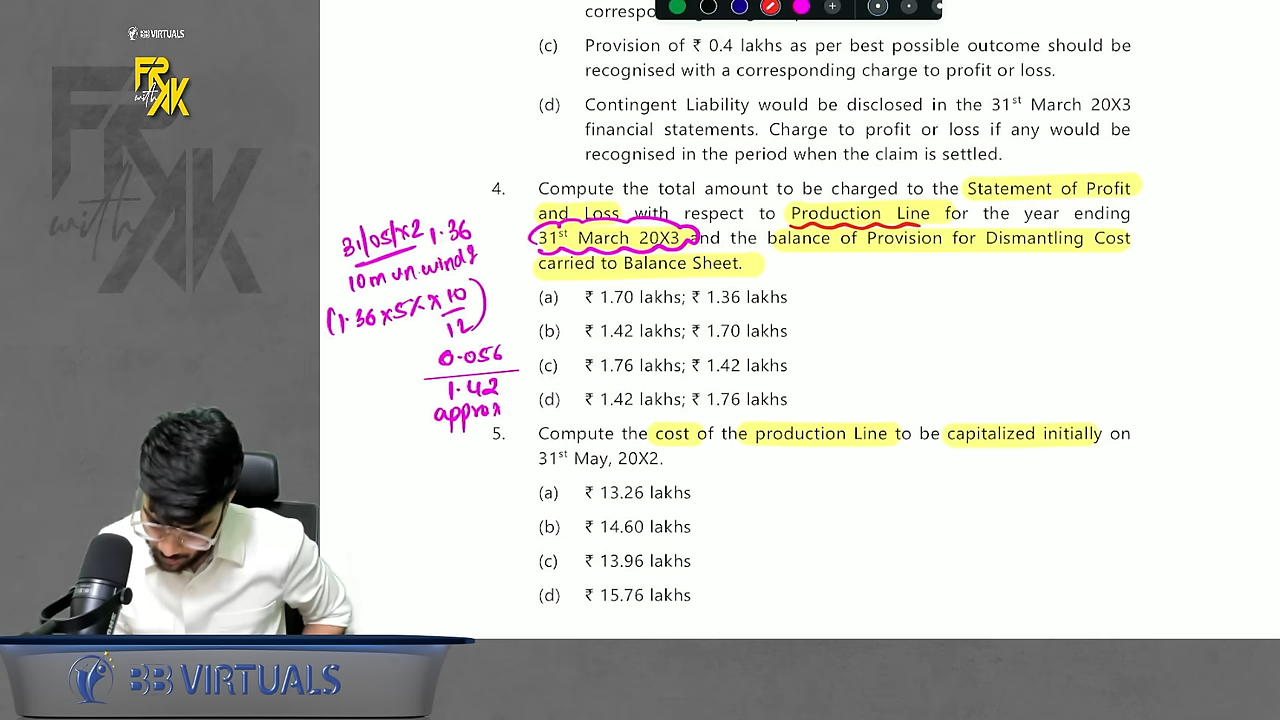 BB VIRTUALS
FR
with
AK
FR
with
AK
correspo
(c) Provision of ₹ 0.4 lakhs as per best possible outcome should be
recognised with a corresponding charge to profit or loss.
(d) Contingent Liability would be disclosed in the 31st March 20X3
financial statements. Charge to profit or loss if any would be
recognised in the period when the claim is settled.
4. Compute the total amount to be charged to the Statement of Profit
and Loss with respect to Production Line for the year ending
31st March 20X3 and the balance of Provision for Dismantling Cost
carried to Balance Sheet.
(a) ₹ 1.70 lakhs; ₹ 1.36 lakhs
(b) ₹ 1.42 lakhs; ₹ 1.70 lakhs
(c) ₹ 1.76 lakhs; ₹ 1.42 lakhs
(d) ₹ 1.42 lakhs; ₹ 1.76 lakhs
5. Compute the cost of the production Line to be capitalized initially on
31st May, 20X2.
(a) ₹ 13.26 lakhs
(b) ₹ 14.60 lakhs
(c) ₹ 13.96 lakhs
(d) ₹ 15.76 lakhs
31/05/x2 1.36
10m un.windg
(1.36 x 5% x 10/12)
0.056
1.42
approx
BB VIRTUALS